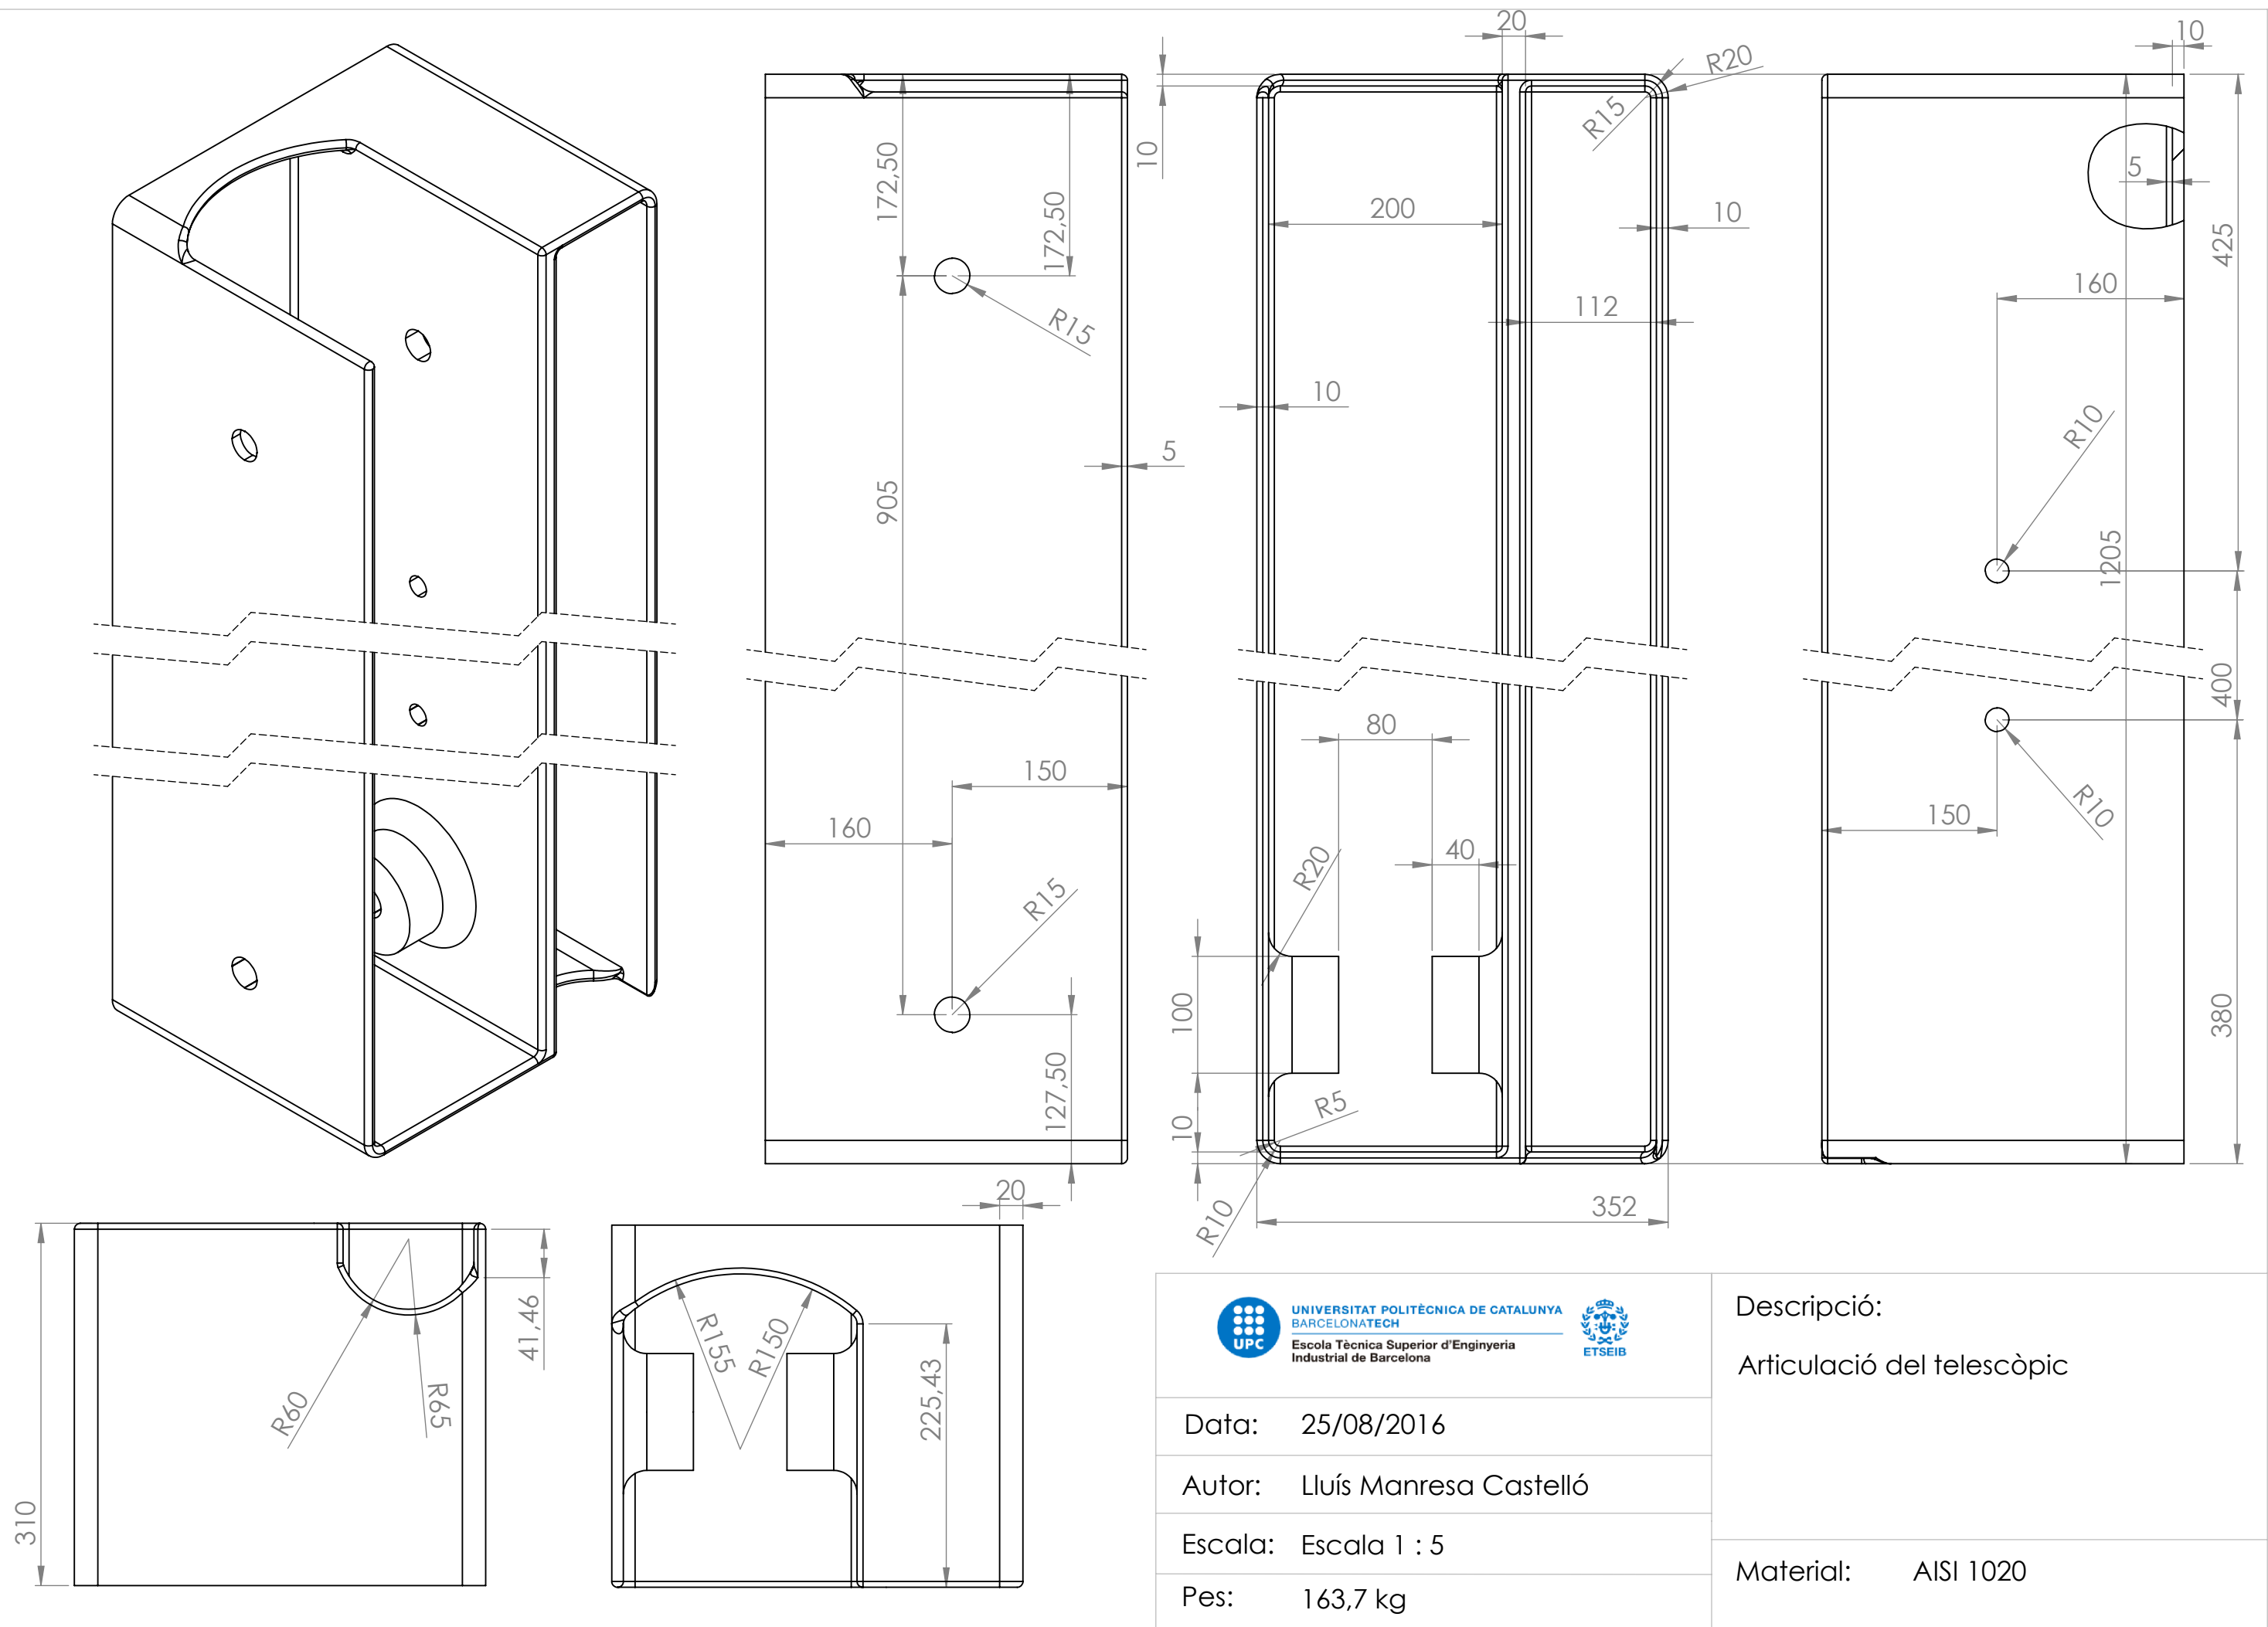 20
10
R20
R15
10
172,50
172,50
R15
200
10
5
425
112
160
10
R10
5
905
1205
400
80
150
160
40
R20
150
R10
R15
100
380
127,50
R5
10
R10
352
20
310
41,46
R60
R65
R155
R150
225,43
UPC
UNIVERSITAT POLITÈCNICA DE CATALUNYA
BARCELONATECH
Escola Tècnica Superior d'Enginyeria
Industrial de Barcelona
ETSEIB
Descripció:
Articulació del telescòpic
Data: 25/08/2016
Autor: Lluís Manresa Castelló
Escala: Escala 1 : 5
Pes: 163,7 kg
Material: AISI 1020